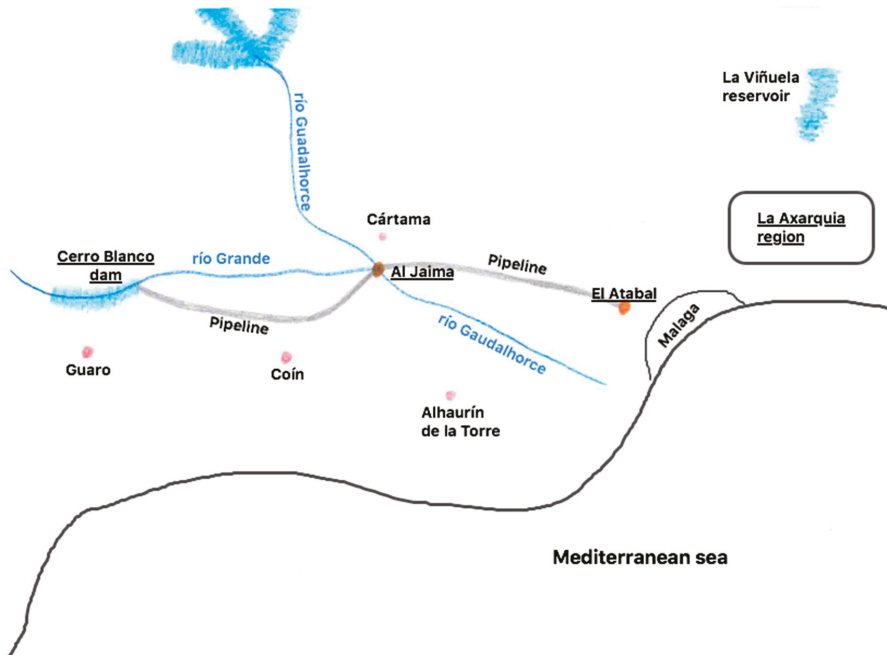 La Viñuela
reservoir
río Guadalhorce
Cártama
La Axarquia
region
Cerro Blanco
dam
río Grande
Al Jaima
Pipeline
El Atabal
Pipeline
río Gaudalhorce
Malaga
Guaro
Coín
Alhaurín
de la Torre
Mediterranean sea